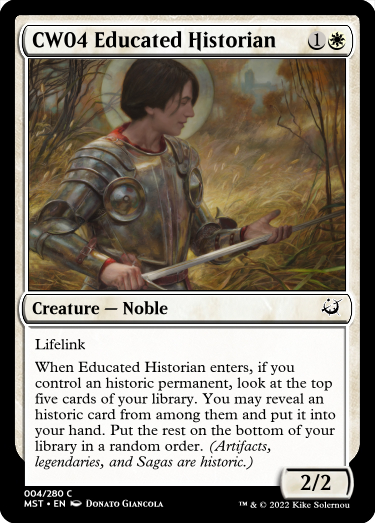 CW04 Educated Historian 1
Creature — Noble
Lifelink
When Educated Historian enters, if you
control an historic permanent, look at the top
five cards of your library. You may reveal an
historic card from among them and put it into
your hand. Put the rest on the bottom of your
library in a random order. (Artifacts,
legendaries, and Sagas are historic.)
2/2
004/280 C
MST • EN Donato Giancola
™ & © 2022 Kike Solernou